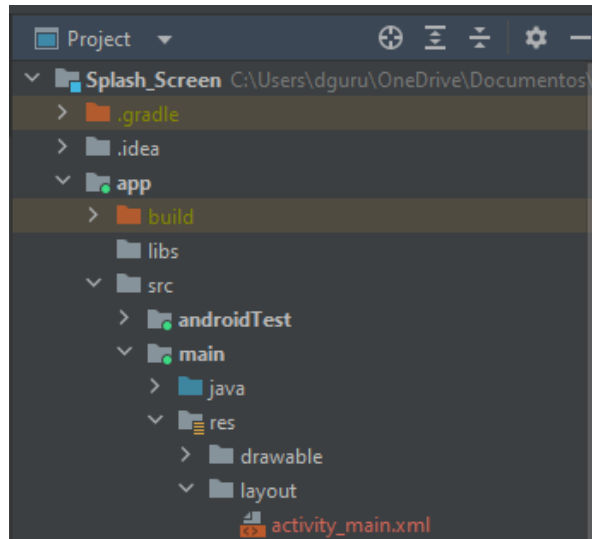 Project
Splash_Screen C:\Users\dguru\OneDrive\Documentos\
.gradle
.idea
app
build
libs
src
androidTest
main
java
res
drawable
layout
activity_main.xml